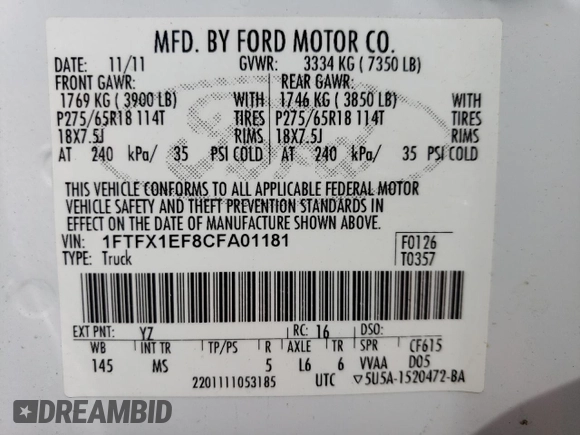 MFD. BY FORD MOTOR CO.
DATE: 11/11 GVWR: 3334 KG ( 7350 LB)
FRONT GAWR: REAR GAWR:
1769 KG ( 3900 LB) 1746 KG ( 3850 LB) WITH
P275/65R18 114T TIRES P275/65R18 114T TIRES
18X7.5J RIMS 18X7.5J RIMS
AT 240 kPa/ 35 PSI COLD AT 240 kPa/ 35 PSI COLD
THIS VEHICLE CONFORMS TO ALL APPLICABLE FEDERAL MOTOR
VEHICLE SAFETY AND THEFT PREVENTION STANDARDS IN
EFFECT ON THE DATE OF MANUFACTURE SHOWN ABOVE.
VIN: 1FTFX1EF8CFA01181 F0126
TYPE: Truck T0357
EXT PNT: YZ RC: 16 DSO:
WB INT TR TP/PS R AXLE TR SPR CF615
145 MS 5 L6 6 VVAA D05
2201111053185 UTC ▽5U5A-1520472-BA
DREAMBID